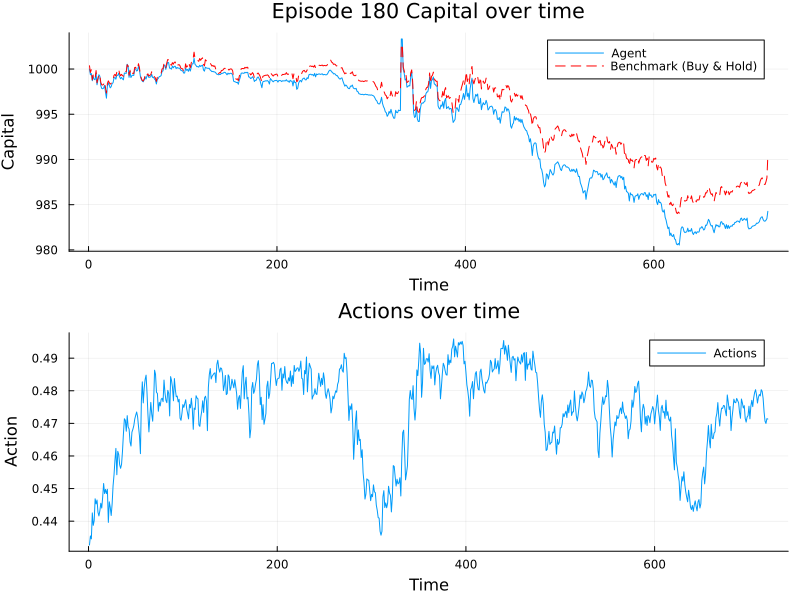 Episode 180 Capital over time
Capital
1000
995
990
985
980
0
200
400
600
Time
Agent
Benchmark (Buy & Hold)
Actions over time
Action
0.49
0.48
0.47
0.46
0.45
0.44
0
200
400
600
Time
Actions